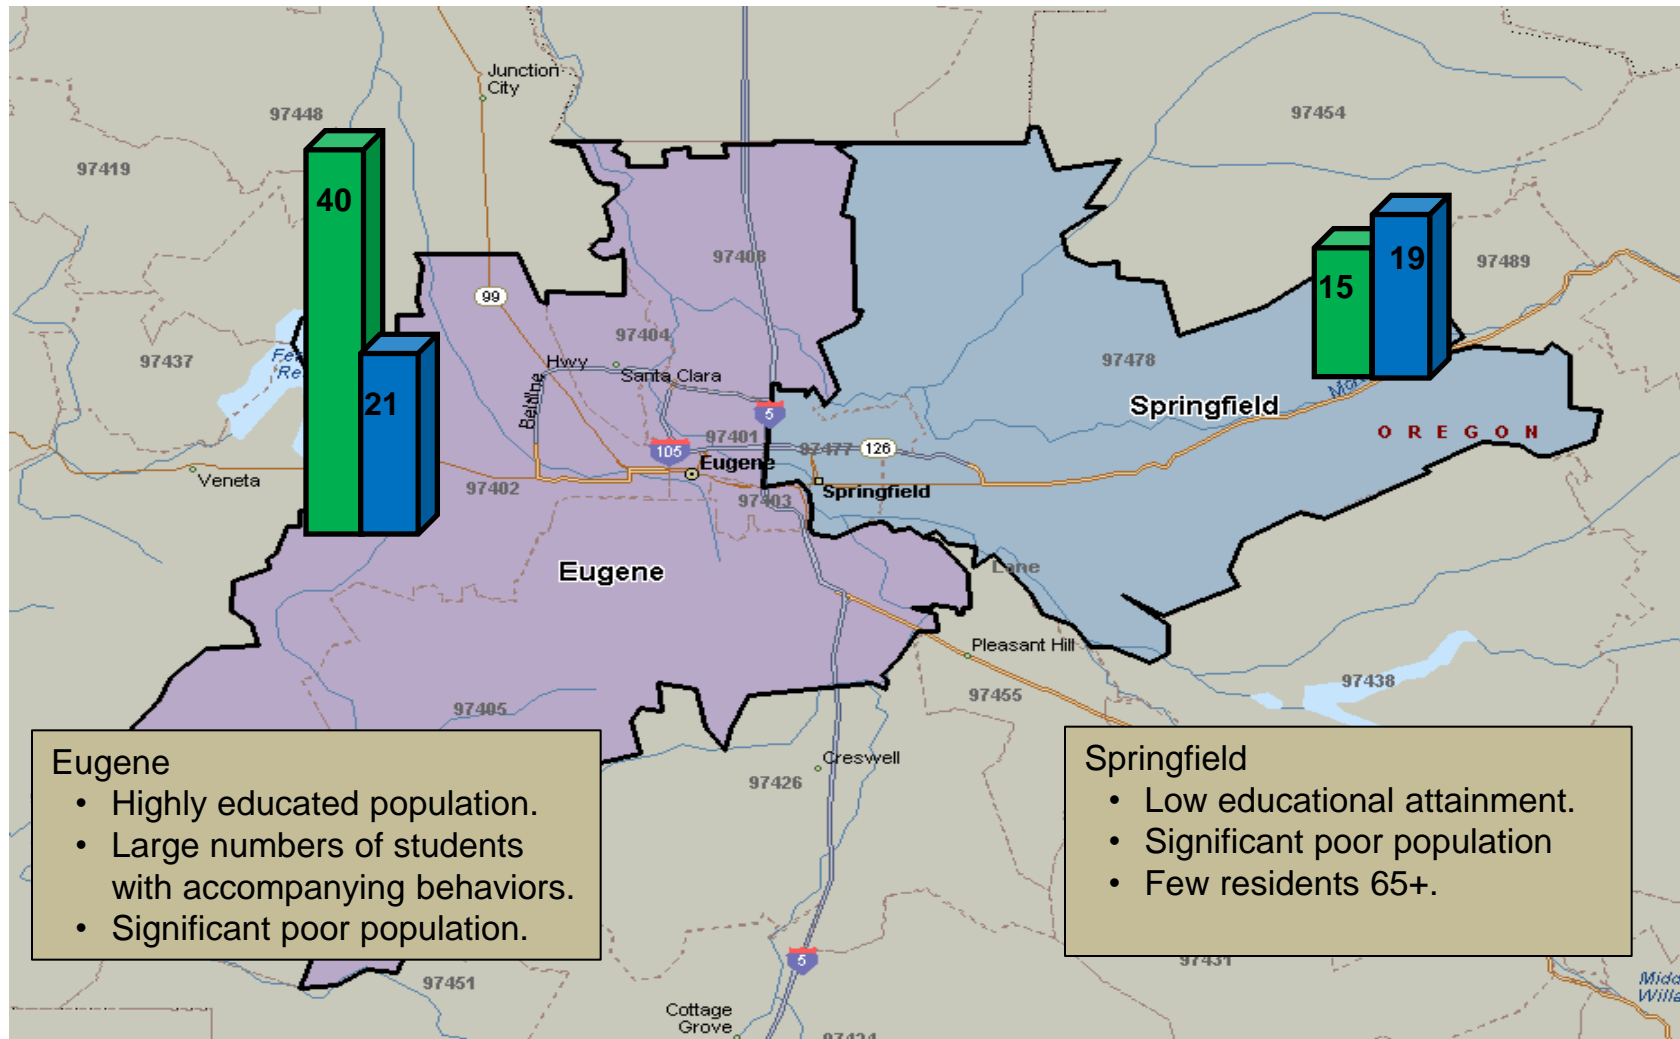 Junction
City
97448
97454
97419
40
19
15
97408
97489
99
97404
97437
97478
Hwy
Santa Clara
Beltline
21
5
Springfield
OREGON
97401
97477
126
105
Eugene
Veneta
97402
Springfield
97403
Eugene
Lane
Pleasant Hill
97438
97455
97405
Creswell
97426
Eugene
• Highly educated population.
• Large numbers of students
with accompanying behaviors.
• Significant poor population.
Springfield
• Low educational attainment.
• Significant poor population
• Few residents 65+.
5
97431
97451
Cottage
Grove